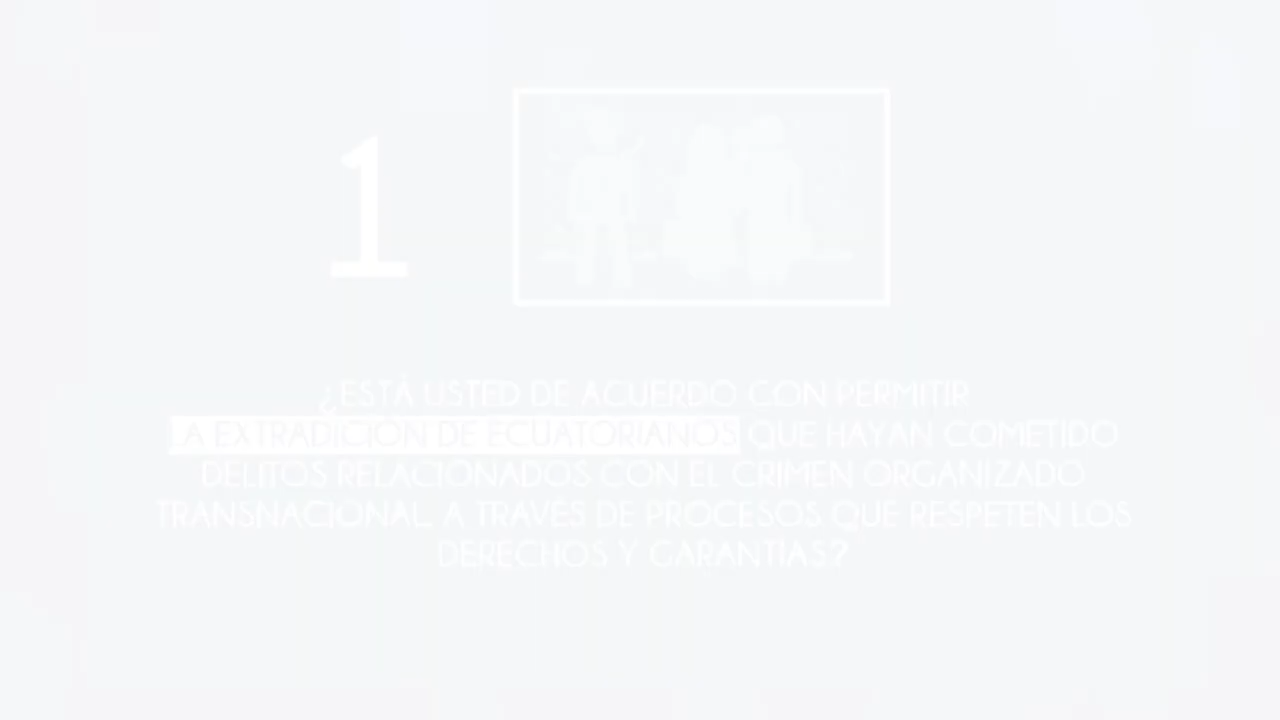 1
¿ESTÁ USTED DE ACUERDO CON PERMITIR
LA EXTRADICIÓN DE ECUATORIANOS QUE HAYAN COMETIDO
DELITOS RELACIONADOS CON EL CRIMEN ORGANIZADO
TRANSNACIONAL, A TRAVÉS DE PROCESOS QUE RESPETEN LOS
DERECHOS Y GARANTÍAS?